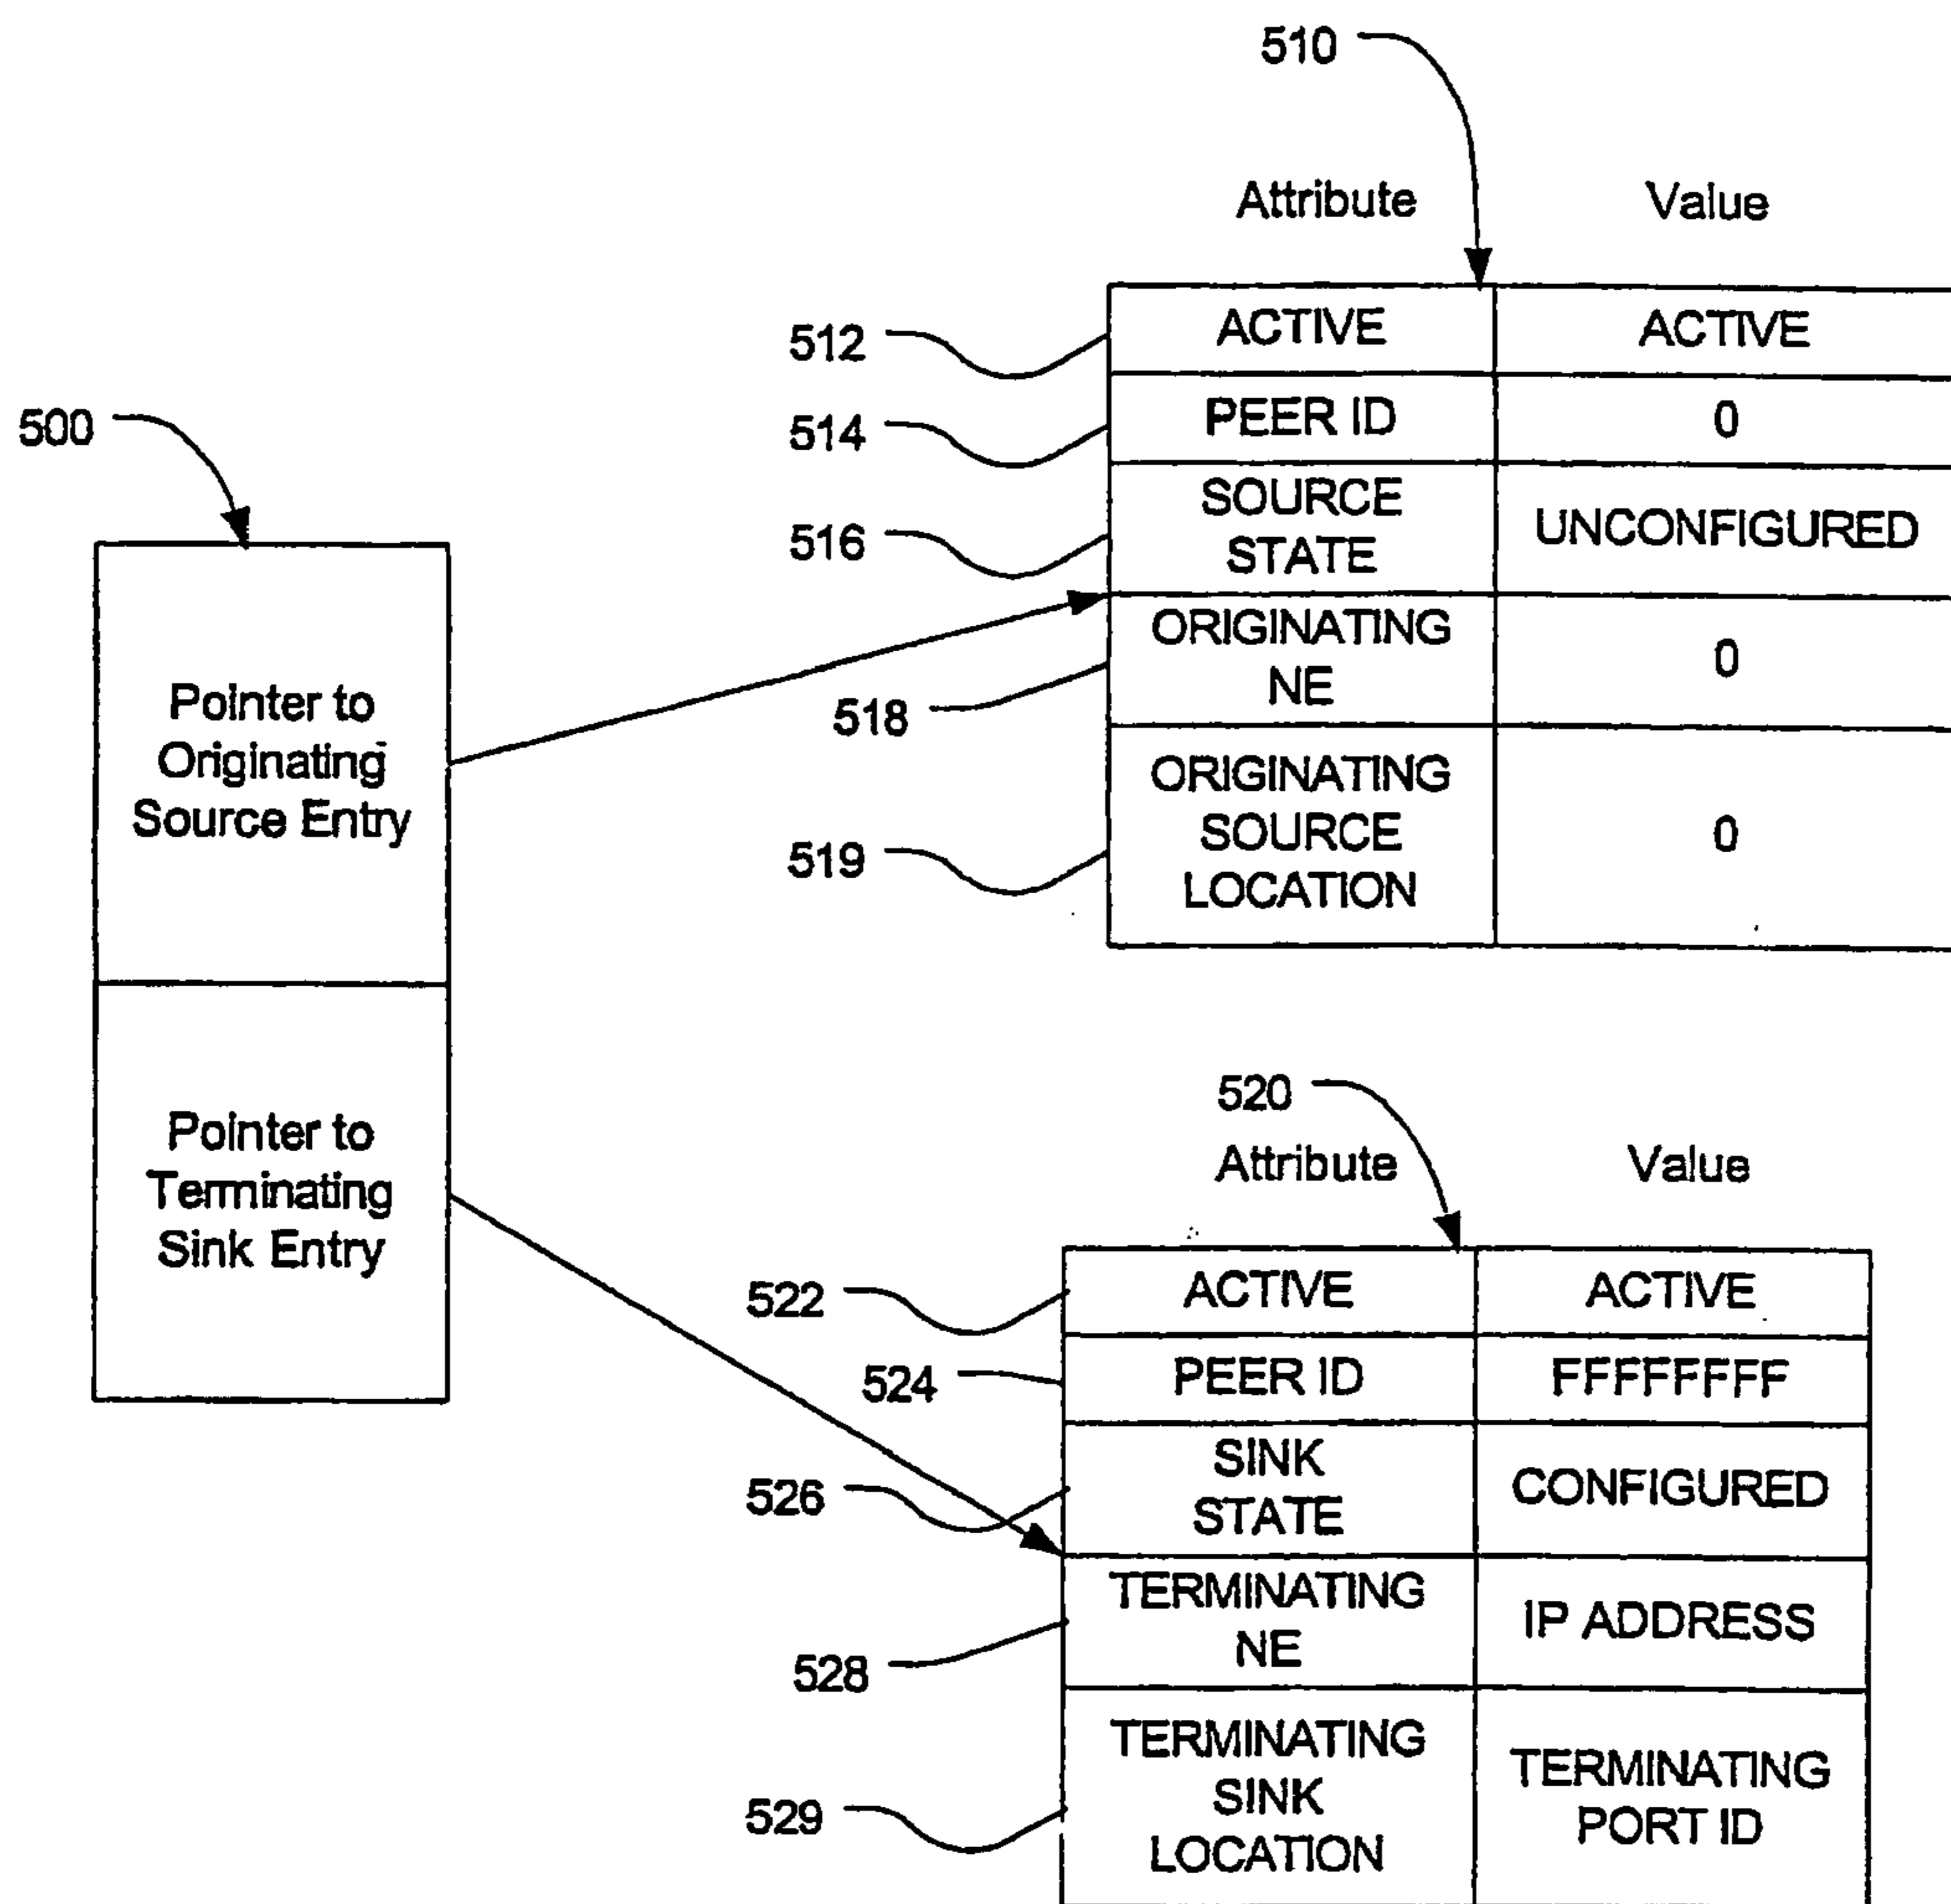 510
Attribute Value
512 ACTIVE ACTIVE
500
514 PEER ID 0
516 SOURCE
STATE UNCONFIGURED
518 ORIGINATING
NE 0
519 ORIGINATING
SOURCE
LOCATION 0
Pointer to
Originating
Source Entry
Pointer to
Terminating
Sink Entry
520
Attribute Value
522 ACTIVE ACTIVE
524 PEER ID FFFFFFFF
526 SINK
STATE CONFIGURED
528 TERMINATING
NE IP ADDRESS
529 TERMINATING
SINK
LOCATION
TERMINATING
PORT ID